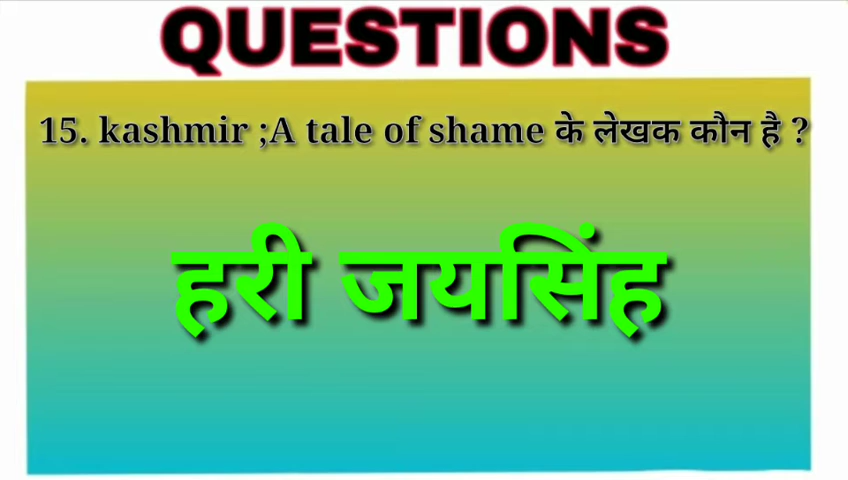 QUESTIONS
15. kashmir ;A tale of shame के लेखक कौन है ?
हरी जयसिंह